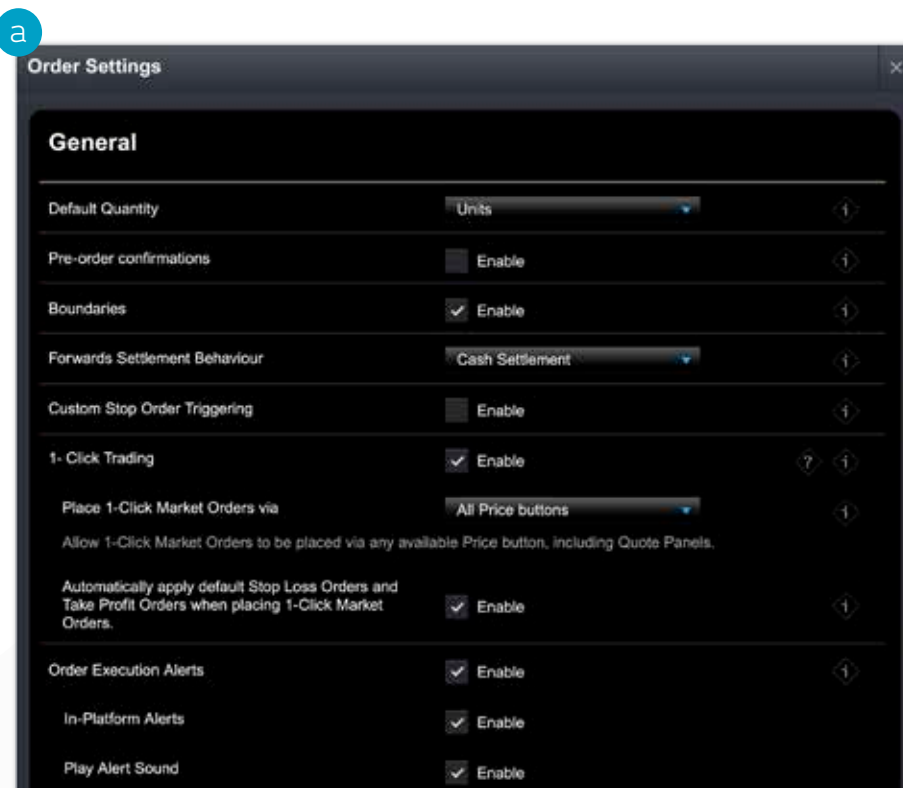 a
Order Settings
General
Default Quantity Units
Pre-order confirmations Enable
Boundaries Enable
Forwards Settlement Behaviour Cash Settlement
Custom Stop Order Triggering Enable
1- Click Trading Enable ? i
Place 1-Click Market Orders via All Price buttons
Allow 1-Click Market Orders to be placed via any available Price button, including Quote Panels.
Automatically apply default Stop Loss Orders and
Take Profit Orders when placing 1-Click Market Enable
Orders.
Order Execution Alerts Enable
In-Platform Alerts Enable
Play Alert Sound Enable